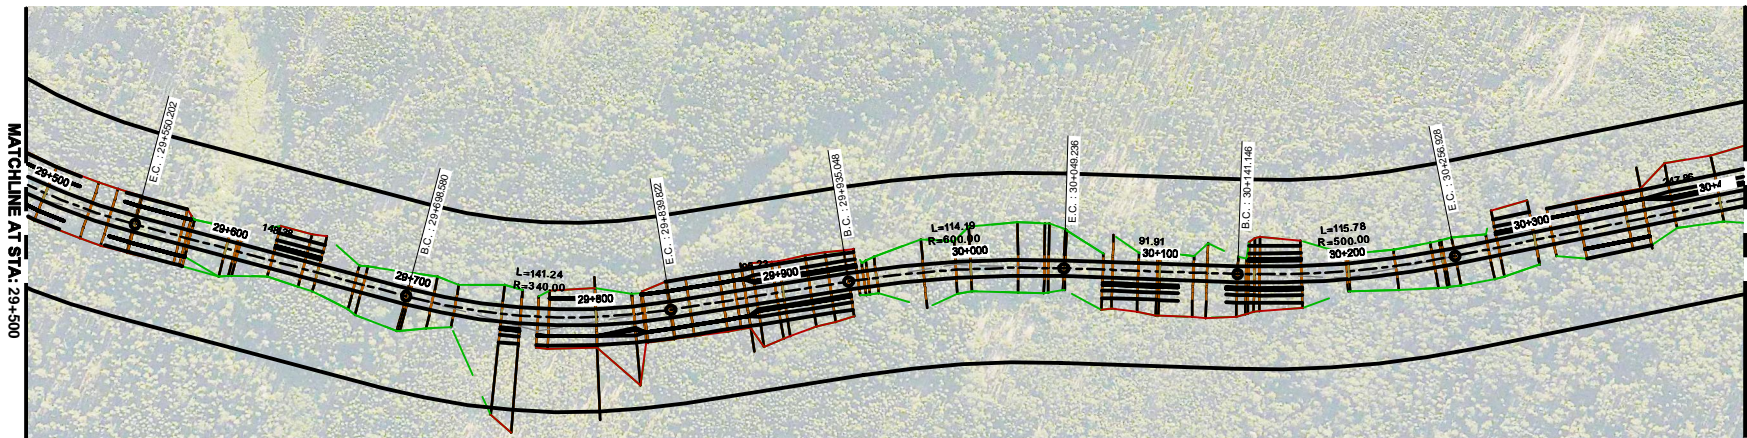 MATCHLINE AT STA: 29+500
29+500
E.C. : 29+550.202
29+600
B.C. : 29+698.580
29+700
L=141.24
R=340.00
29+800
E.C. : 29+839.822
29+900
B.C. : 29+935.048
L=114.19
R=600.00
30+000
E.C. : 30+049.236
91.91
30+100
B.C. : 30+141.146
L=115.78
R=500.00
30+200
E.C. : 30+256.928
30+300